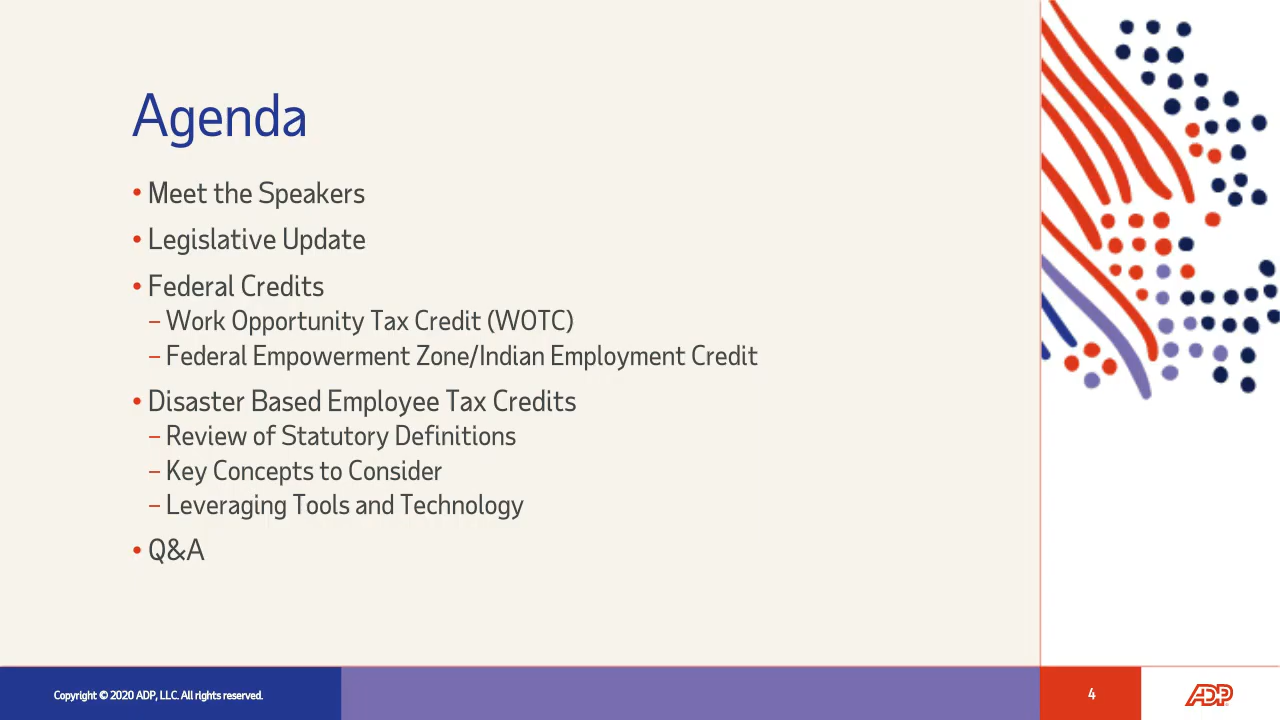 Agenda
• Meet the Speakers
• Legislative Update
• Federal Credits
– Work Opportunity Tax Credit (WOTC)
– Federal Empowerment Zone/Indian Employment Credit
• Disaster Based Employee Tax Credits
– Review of Statutory Definitions
– Key Concepts to Consider
– Leveraging Tools and Technology
• Q&A
Copyright © 2020 ADP, LLC. All rights reserved.
4
ADP